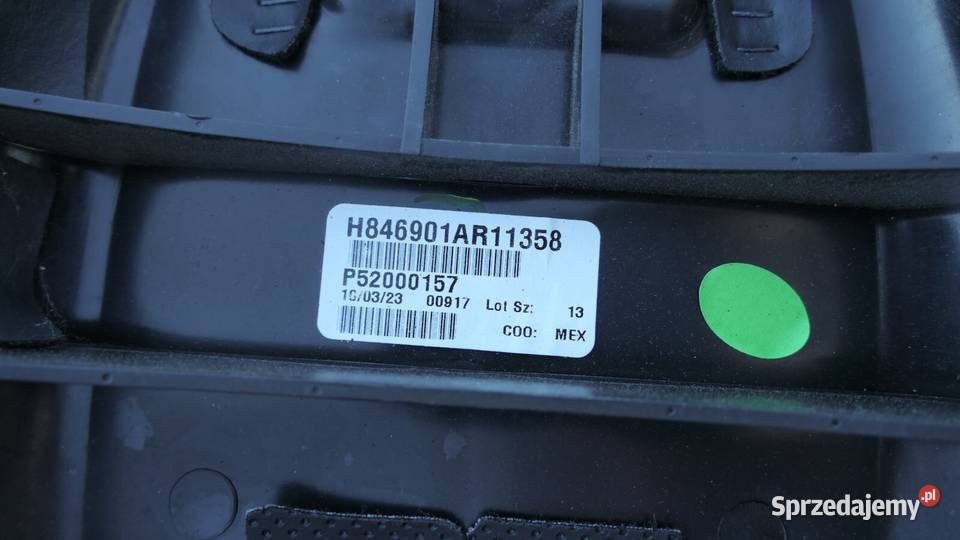 H846901AR11358
P52000157
16/03/23 00917 Lot Sz: 13
COO: MEX
Sprzedajemy.pl